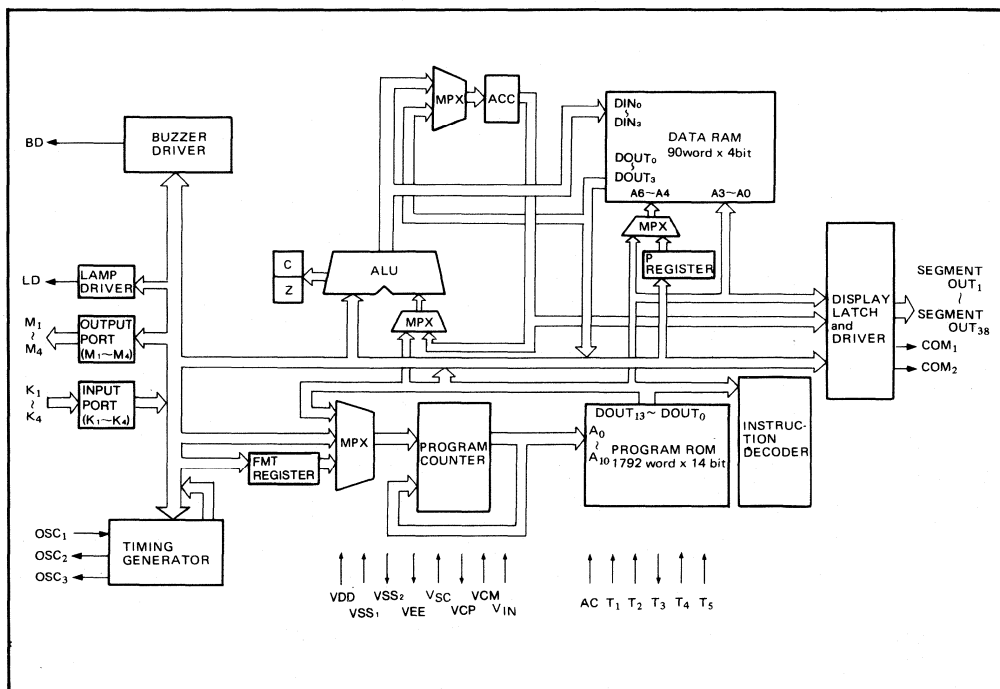 BD
BUZZER
DRIVER
MPX
ACC
DIN₀
~
DIN₃
DATA RAM
90word x 4bit
DOUT₀
~
DOUT₃
A6~A4
A3~A0
MPX
P
REGISTER
LD
LAMP
DRIVER
C
Z
ALU
MPX
M₁
~
M₄
OUTPUT
PORT
(M₁~M₄)
K₁
~
K₄
INPUT
PORT
(K₁~K₄)
DISPLAY
LATCH
and
DRIVER
SEGMENT
OUT₁
~
SEGMENT
OUT₃₈
COM₁
COM₂
FMT
REGISTER
MPX
PROGRAM
COUNTER
DOUT₁₃~ DOUT₀
A₀
~
A₁₀
PROGRAM ROM
1792 word x 14 bit
INSTRUC-
TION
DECODER
OSC₁
OSC₂
OSC₃
TIMING
GENERATOR
VDD
VSS₁
VSS₂
VEE
VSC
VCP
VCM
VIN
AC
T₁
T₂
T₃
T₄
T₅